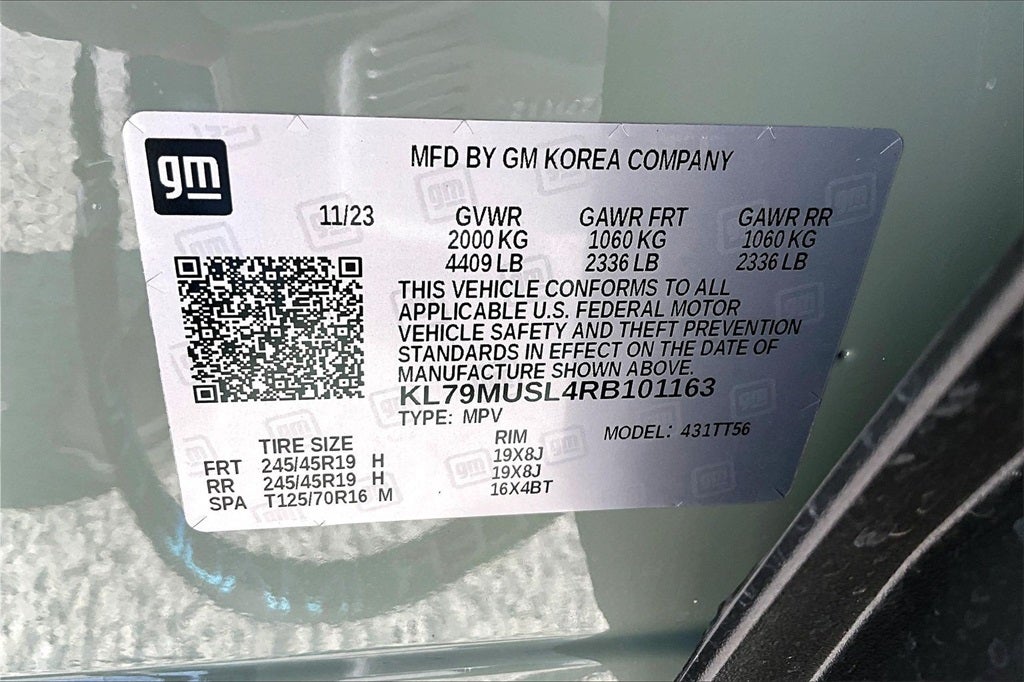 gm
MFD BY GM KOREA COMPANY
11/23 GVWR GAWR FRT GAWR RR
2000 KG 1060 KG 1060 KG
4409 LB 2336 LB 2336 LB
THIS VEHICLE CONFORMS TO ALL
APPLICABLE U.S. FEDERAL MOTOR
VEHICLE SAFETY AND THEFT PREVENTION
STANDARDS IN EFFECT ON THE DATE OF
MANUFACTURE SHOWN ABOVE.
KL79MUSL4RB101163
TYPE: MPV
MODEL: 431TT56
TIRE SIZE RIM
FRT 245/45R19 H 19X8J
RR 245/45R19 H 19X8J
SPA T125/70R16 M 16X4BT